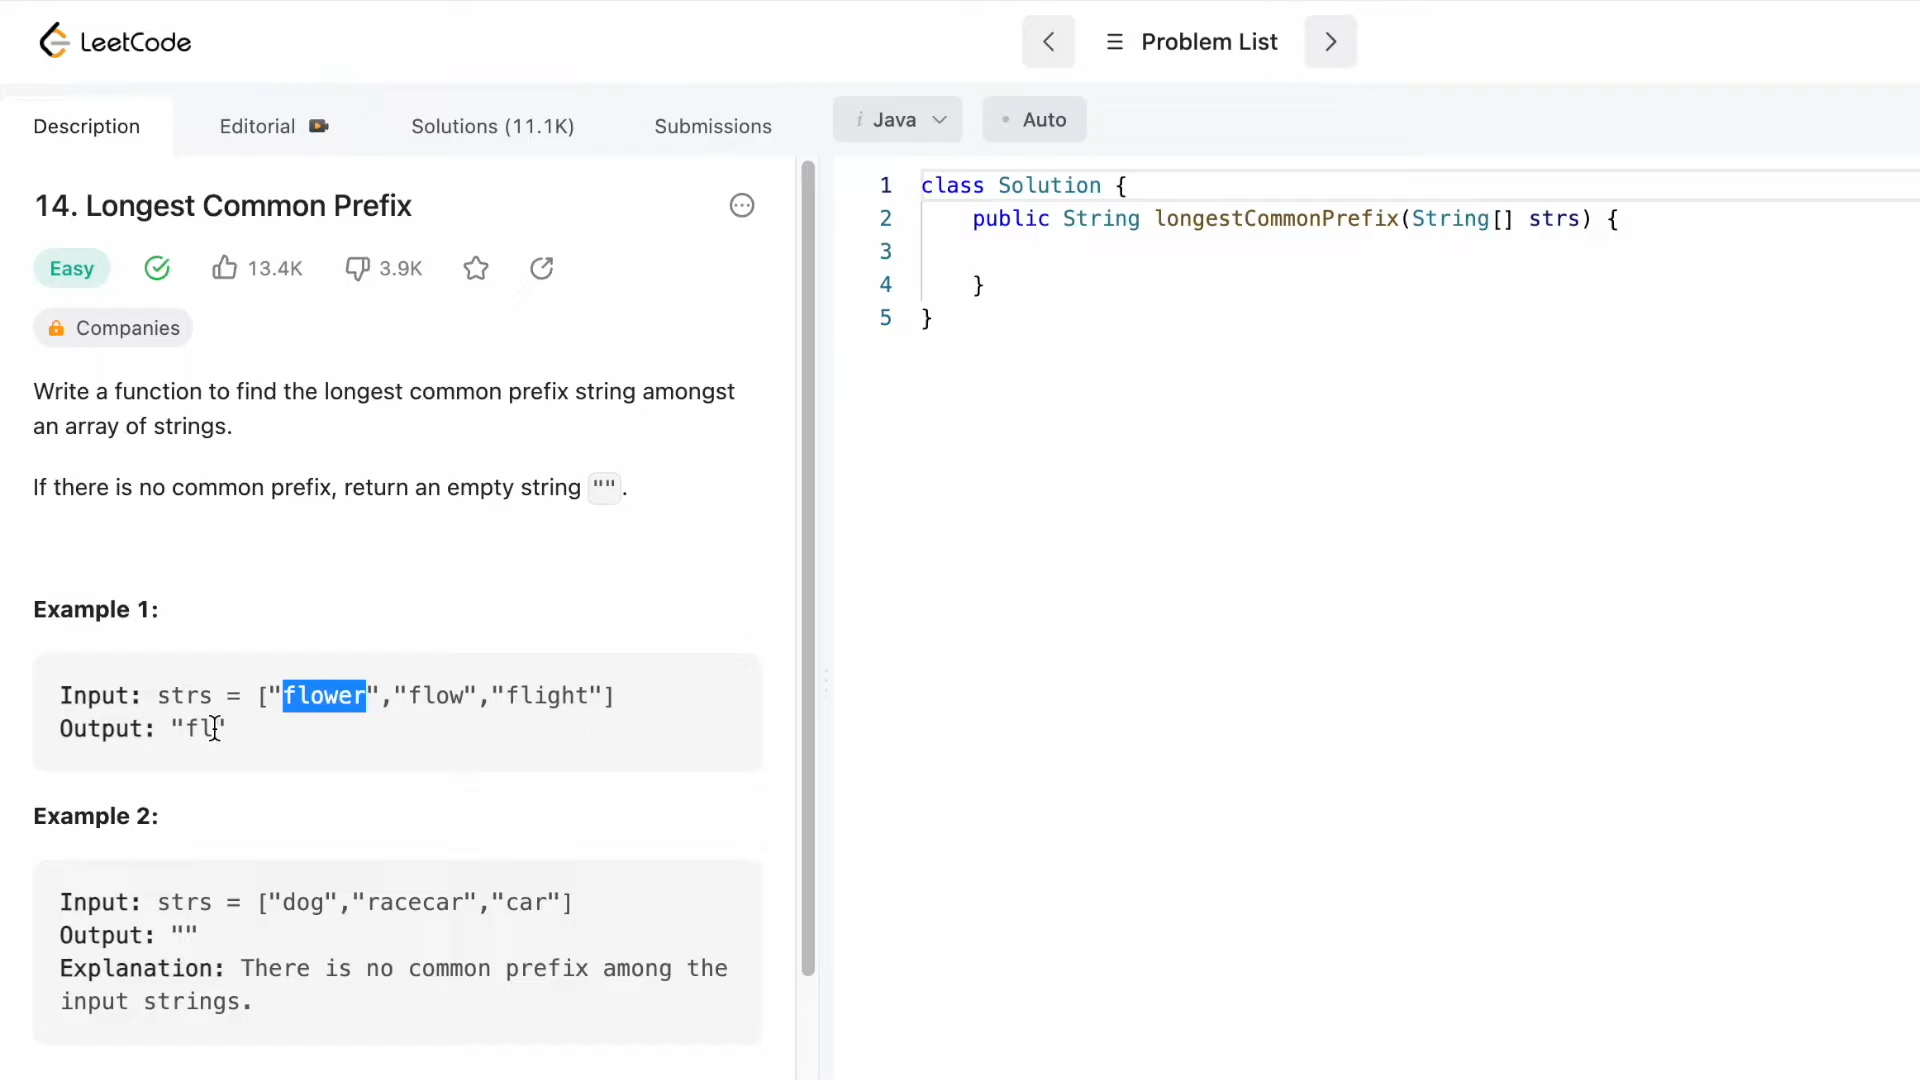 LeetCode
Problem List
Description
Editorial
Solutions (11.1K)
Submissions
i Java
Auto
14. Longest Common Prefix
Easy
13.4K
3.9K
Companies
Write a function to find the longest common prefix string amongst
an array of strings.
If there is no common prefix, return an empty string "".
Example 1:
Input: strs = ["flower","flow","flight"]
Output: "fl"
Example 2:
Input: strs = ["dog","racecar","car"]
Output: ""
Explanation: There is no common prefix among the
input strings.
1 class Solution {
2 public String longestCommonPrefix(String[] strs) {
3
4 }
5 }